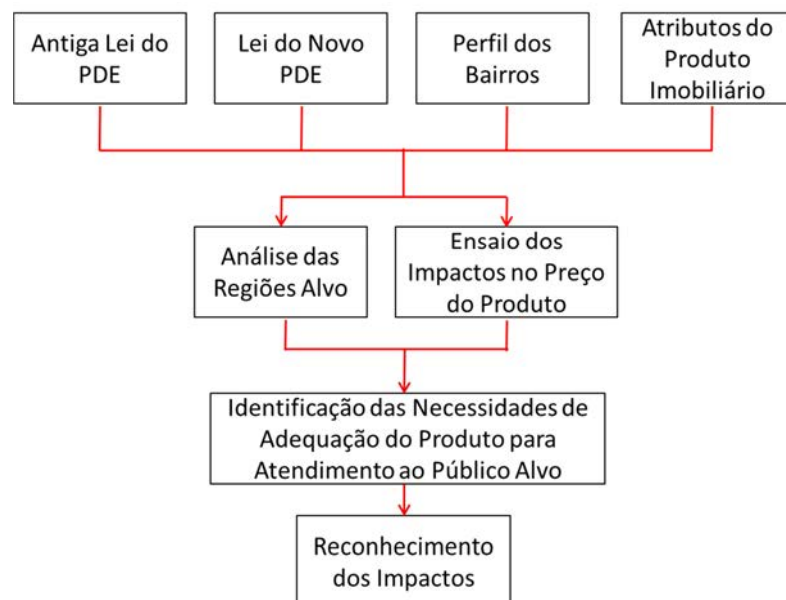 Antiga Lei do
PDE
Lei do Novo
PDE
Perfil dos
Bairros
Atributos do
Produto
Imobiliário
Análise das
Regiões Alvo
Ensaio dos
Impactos no Preço
do Produto
Identificação das Necessidades de
Adequação do Produto para
Atendimento ao Público Alvo
Reconhecimento
dos Impactos